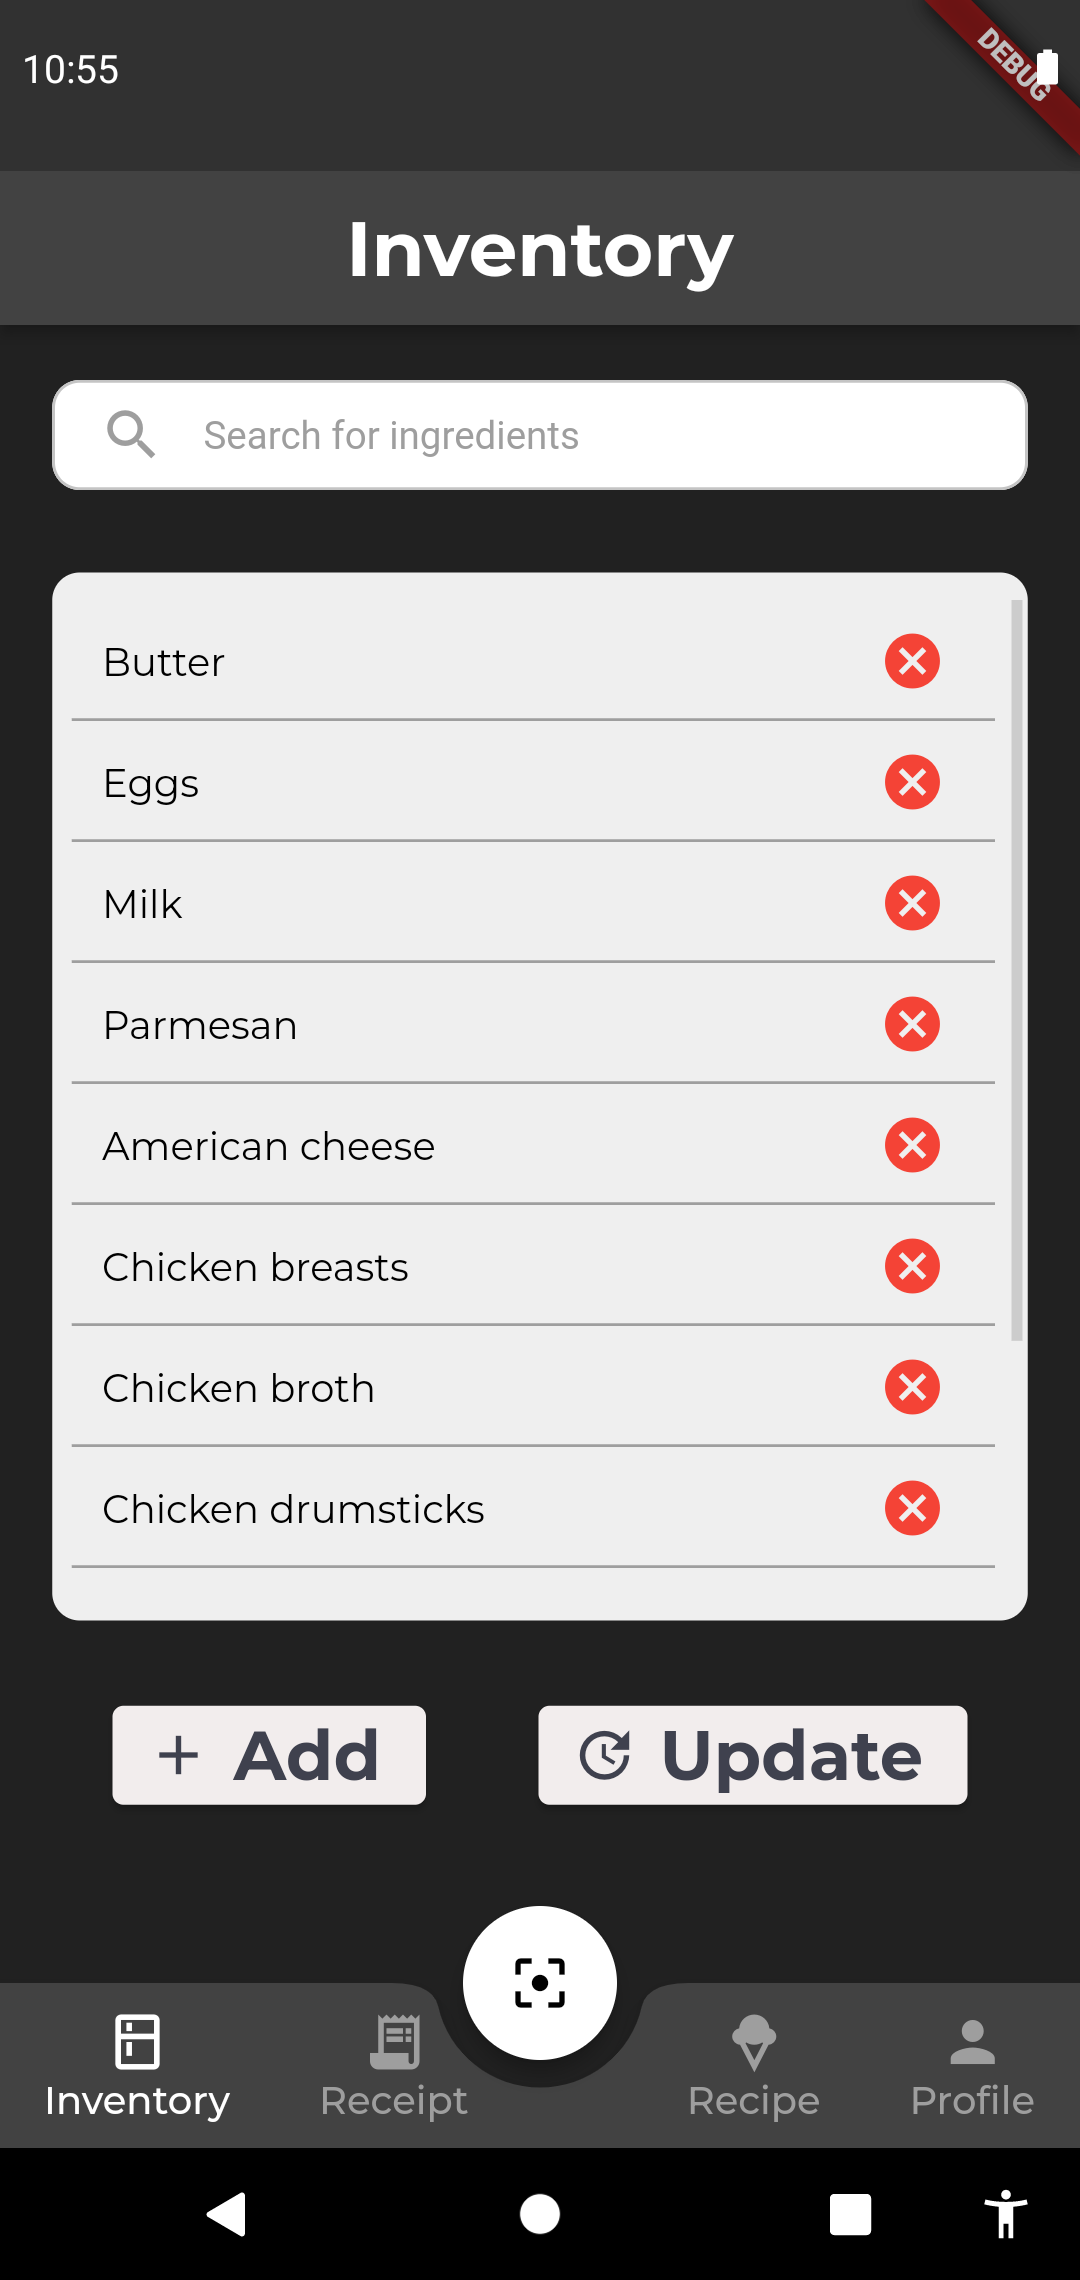 10:55
DEBUG
Inventory
Search for ingredients
Butter
Eggs
Milk
Parmesan
American cheese
Chicken breasts
Chicken broth
Chicken drumsticks
Add
Update
Inventory
Receipt
Recipe
Profile